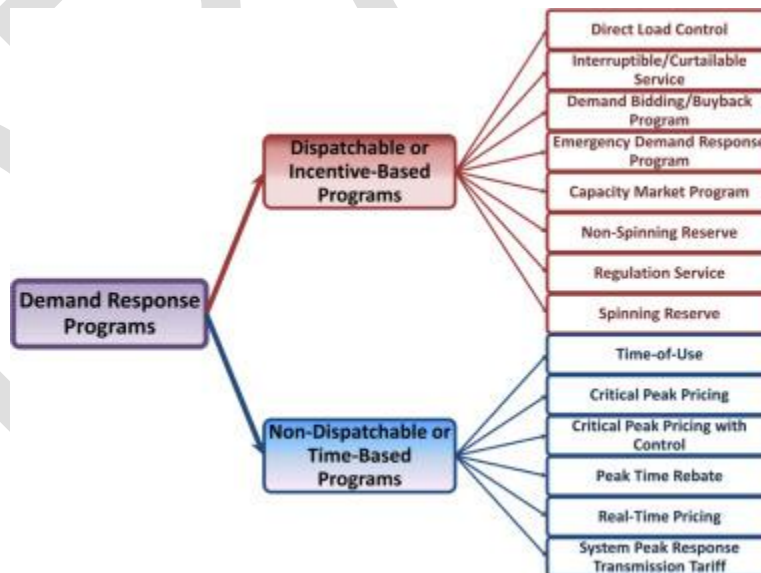 Direct Load Control
Interruptible/Curtailable
Service
Demand Bidding/Buyback
Program
Emergency Demand Response
Program
Capacity Market Program
Non-Spinning Reserve
Regulation Service
Spinning Reserve
Dispatchable or
Incentive-Based
Programs
Demand Response
Programs
Non-Dispatchable or
Time-Based
Programs
Time-of-Use
Critical Peak Pricing
Critical Peak Pricing with
Control
Peak Time Rebate
Real-Time Pricing
System Peak Response
Transmission Tariff